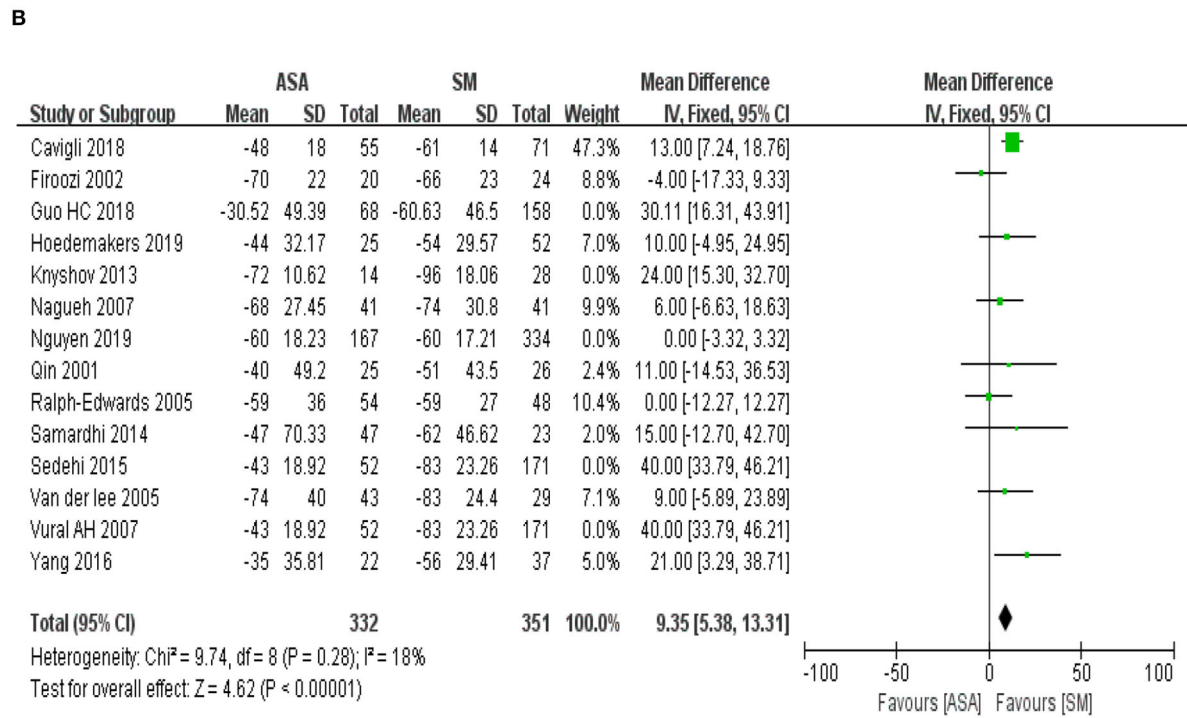 B
ASA SM Mean Difference Mean Difference
Study or Subgroup Mean SD Total Mean SD Total Weight IV, Fixed, 95% CI IV, Fixed, 95% CI
Cavigli 2018 -48 18 55 -61 14 71 47.3% 13.00 [7.24, 18.76]
Firoozi 2002 -70 22 20 -66 23 24 8.8% -4.00 [-17.33, 9.33]
Guo HC 2018 -30.52 49.39 68 -60.63 46.5 158 0.0% 30.11 [16.31, 43.91]
Hoedemakers 2019 -44 32.17 25 -54 29.57 52 7.0% 10.00 [-4.95, 24.95]
Knyshov 2013 -72 10.62 14 -96 18.06 28 0.0% 24.00 [15.30, 32.70]
Nagueh 2007 -68 27.45 41 -74 30.8 41 9.9% 6.00 [-6.63, 18.63]
Nguyen 2019 -60 18.23 167 -60 17.21 334 0.0% 0.00 [-3.32, 3.32]
Qin 2001 -40 49.2 25 -51 43.5 26 2.4% 11.00 [-14.53, 36.53]
Ralph-Edwards 2005 -59 36 54 -59 27 48 10.4% 0.00 [-12.27, 12.27]
Samardhi 2014 -47 70.33 47 -62 46.62 23 2.0% 15.00 [-12.70, 42.70]
Sedehi 2015 -43 18.92 52 -83 23.26 171 0.0% 40.00 [33.79, 46.21]
Van der lee 2005 -74 40 43 -83 24.4 29 7.1% 9.00 [-5.89, 23.89]
Vural AH 2007 -43 18.92 52 -83 23.26 171 0.0% 40.00 [33.79, 46.21]
Yang 2016 -35 35.81 22 -56 29.41 37 5.0% 21.00 [3.29, 38.71]
Total (95% CI) 332 351 100.0% 9.35 [5.38, 13.31]
Heterogeneity: Chi² = 9.74, df = 8 (P = 0.28); I² = 18%
Test for overall effect: Z = 4.62 (P < 0.00001)
-100 -50 0 50 100
Favours [ASA] Favours [SM]